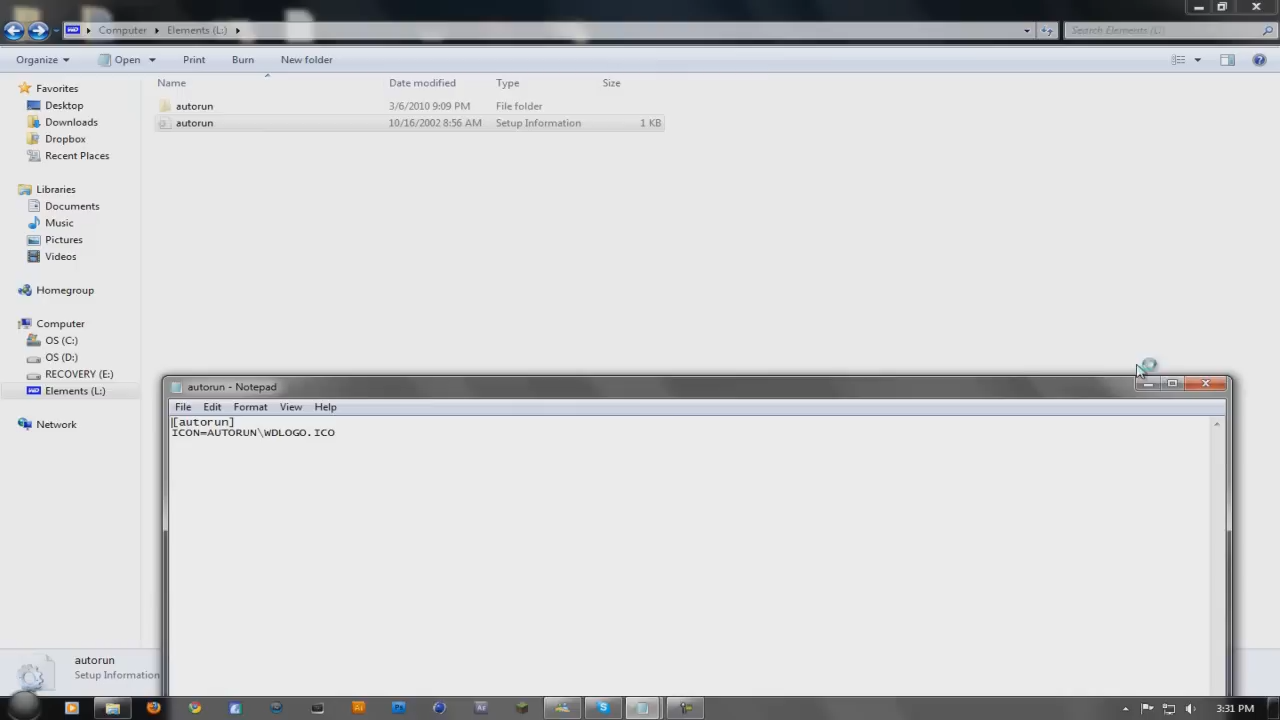 Computer
Elements (L:)
Search Elements (L:)
Organize
Open
Print
Burn
New folder
Name
Date modified
Type
Size
Favorites
Desktop
Downloads
Dropbox
Recent Places
Libraries
Documents
Music
Pictures
Videos
Homegroup
Computer
OS (C:)
OS (D:)
RECOVERY (E:)
Elements (L:)
Network
autorun 3/6/2010 9:09 PM File folder
autorun 10/16/2002 8:56 AM Setup Information 1 KB
autorun - Notepad
File Edit Format View Help
[autorun]
ICON=AUTORUN\WDLOGO.ICO
autorun
Setup Information
3:31 PM